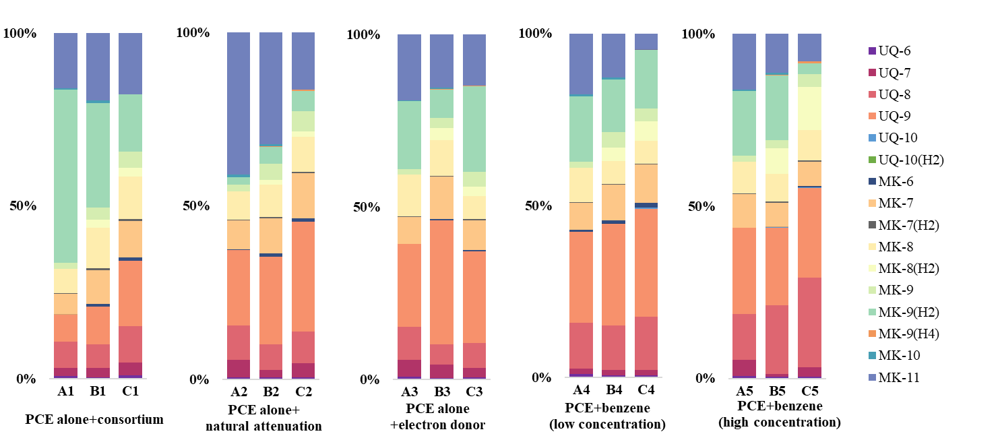 100%
50%
0%
A1 B1 C1
PCE alone+consortium
100%
50%
0%
A2 B2 C2
PCE alone+
natural attenuation
100%
50%
0%
A3 B3 C3
PCE alone
+electron donor
100%
50%
0%
A4 B4 C4
PCE+benzene
(low concentration)
100%
50%
0%
A5 B5 C5
PCE+benzene
(high concentration)
UQ-6
UQ-7
UQ-8
UQ-9
UQ-10
UQ-10(H2)
MK-6
MK-7
MK-7(H2)
MK-8
MK-8(H2)
MK-9
MK-9(H2)
MK-9(H4)
MK-10
MK-11